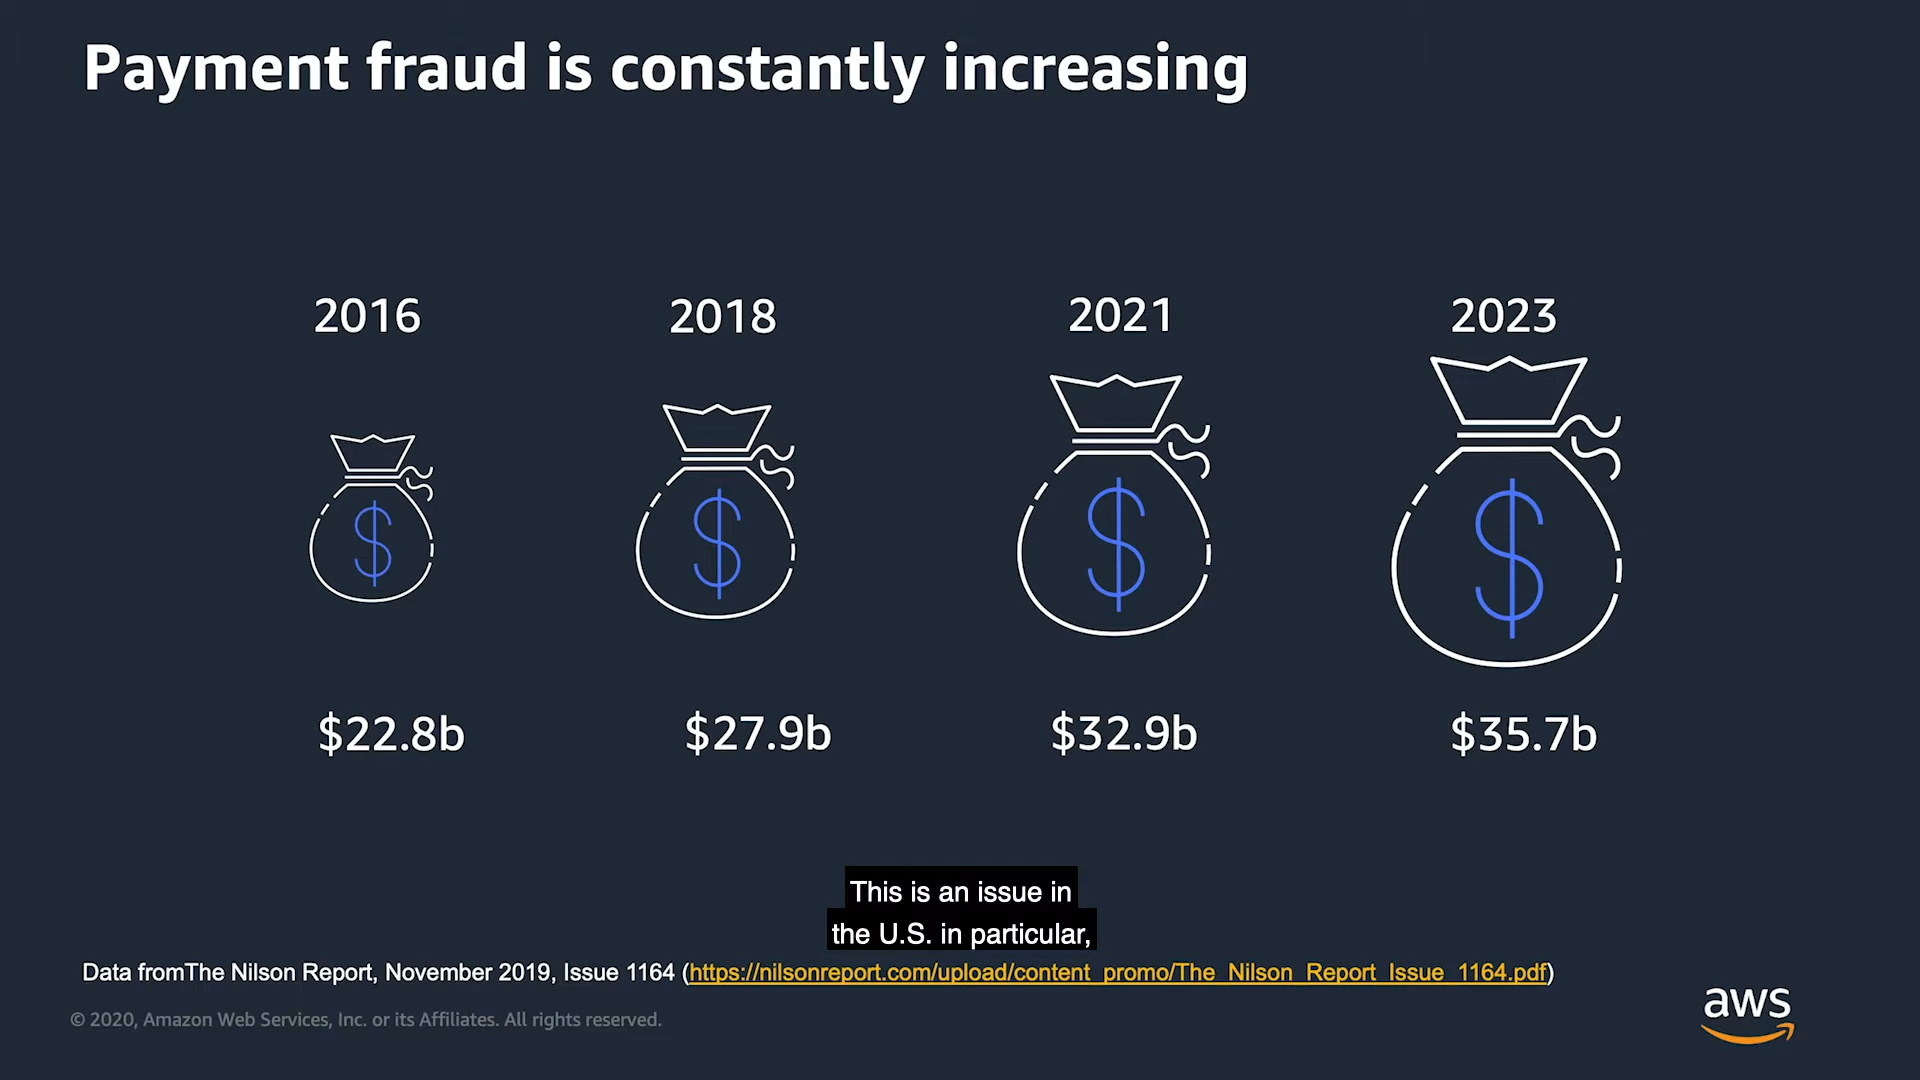 Payment fraud is constantly increasing
2016 2018 2021 2023
$ $ $ $
$22.8b $27.9b $32.9b $35.7b
This is an issue in
the U.S. in particular,
Data fromThe Nilson Report, November 2019, Issue 1164 (https://nilsonreport.com/upload/content_promo/The_Nilson_Report_Issue_1164.pdf)
© 2020, Amazon Web Services, Inc. or its Affiliates. All rights reserved.
aws